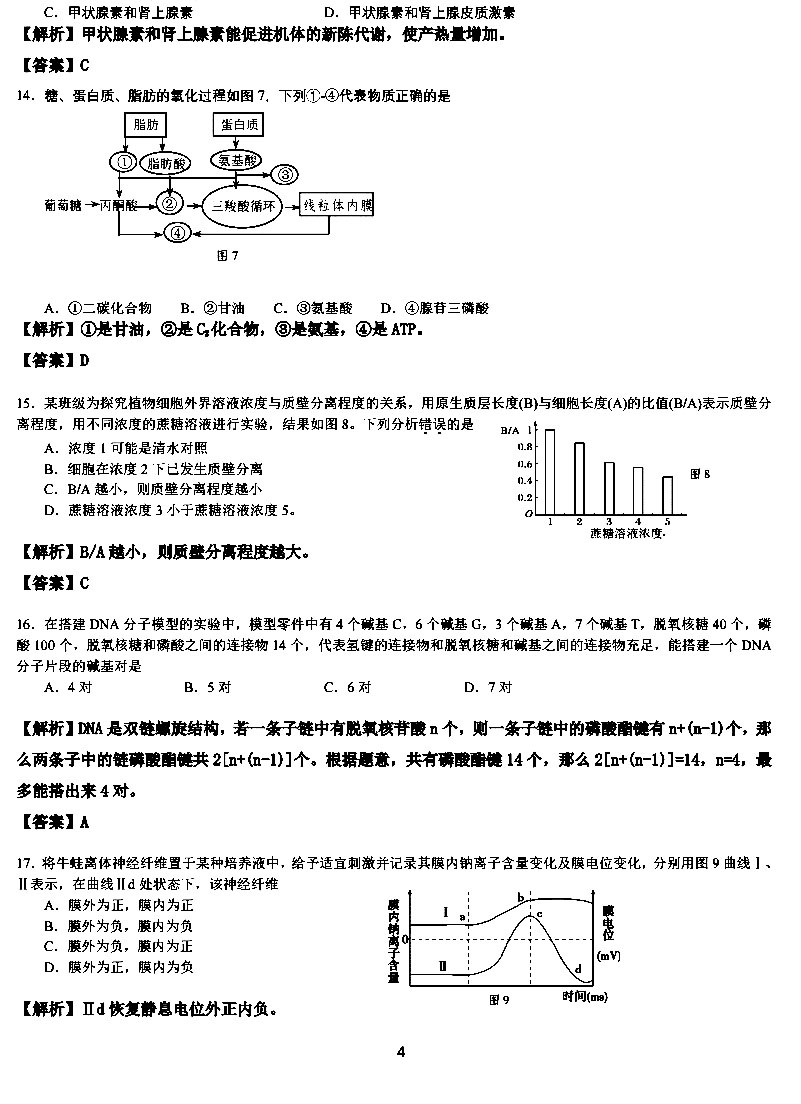 C．甲状腺素和肾上腺素 D．甲状腺素和肾上腺皮质激素
【解析】甲状腺素和肾上腺素能促进机体的新陈代谢，使产热量增加。
【答案】C
14．糖、蛋白质、脂肪的氧化过程如图 7，下列①-④代表物质正确的是
脂肪 蛋白质
① 脂肪酸 氨基酸 ③
葡萄糖 丙酮酸 ② 三羧酸循环 线粒体内膜
④
图 7
A．①二碳化合物 B．②甘油 C．③氨基酸 D．④腺苷三磷酸
【解析】①是甘油，②是 C₂化合物，③是氨基，④是 ATP。
【答案】D
15．某班级为探究植物细胞外界溶液浓度与质壁分离程度的关系，用原生质层长度(B)与细胞长度(A)的比值(B/A)表示质壁分
离程度，用不同浓度的蔗糖溶液进行实验，结果如图 8。下列分析错误的是
A．浓度 1 可能是清水对照
B．细胞在浓度 2 下已发生质壁分离
C．B/A 越小，则质壁分离程度越小
D．蔗糖溶液浓度 3 小于蔗糖溶液浓度 5。
B/A 1
0.8
0.6
0.4
0.2
O
1 2 3 4 5
蔗糖溶液浓度
图 8
【解析】B/A 越小，则质壁分离程度越大。
【答案】C
16．在搭建 DNA 分子模型的实验中，模型零件中有 4 个碱基 C，6 个碱基 G，3 个碱基 A，7 个碱基 T，脱氧核糖 40 个，磷
酸 100 个，脱氧核糖和磷酸之间的连接物 14 个，代表氢键的连接物和脱氧核糖和碱基之间的连接物充足，能搭建一个 DNA
分子片段的碱基对是
A．4 对 B．5 对 C．6 对 D．7 对
【解析】DNA 是双链螺旋结构，若一条子链中有脱氧核苷酸 n 个，则一条子链中的磷酸酯键有 n+(n-1)个，那
么两条子中的链磷酸酯键共 2[n+(n-1)]个。根据题意，共有磷酸酯键 14 个，那么 2[n+(n-1)]=14，n=4，最
多能搭出来 4 对。
【答案】A
17．将牛蛙离体神经纤维置于某种培养液中，给予适宜刺激并记录其膜内钠离子含量变化及膜电位变化，分别用图 9 曲线Ⅰ、
Ⅱ表示，在曲线Ⅱd 处状态下，该神经纤维
A．膜外为正，膜内为正
B．膜外为负，膜内为负
C．膜外为负，膜内为正
D．膜外为正，膜内为负
膜内钠离子含量
0
Ⅰ a b c
Ⅱ d
膜电位(mV)
图 9 时间(ms)
【解析】Ⅱd 恢复静息电位外正内负。
4